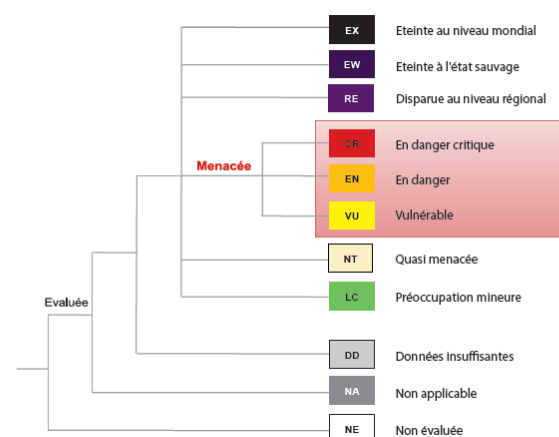 EX Eteinte au niveau mondial
EW Eteinte à l'état sauvage
RE Disparue au niveau régional
CR En danger critique
Menacée
EN En danger
VU Vulnérable
NT Quasi menacée
LC Préoccupation mineure
Evaluée
DD Données insuffisantes
NA Non applicable
NE Non évaluée